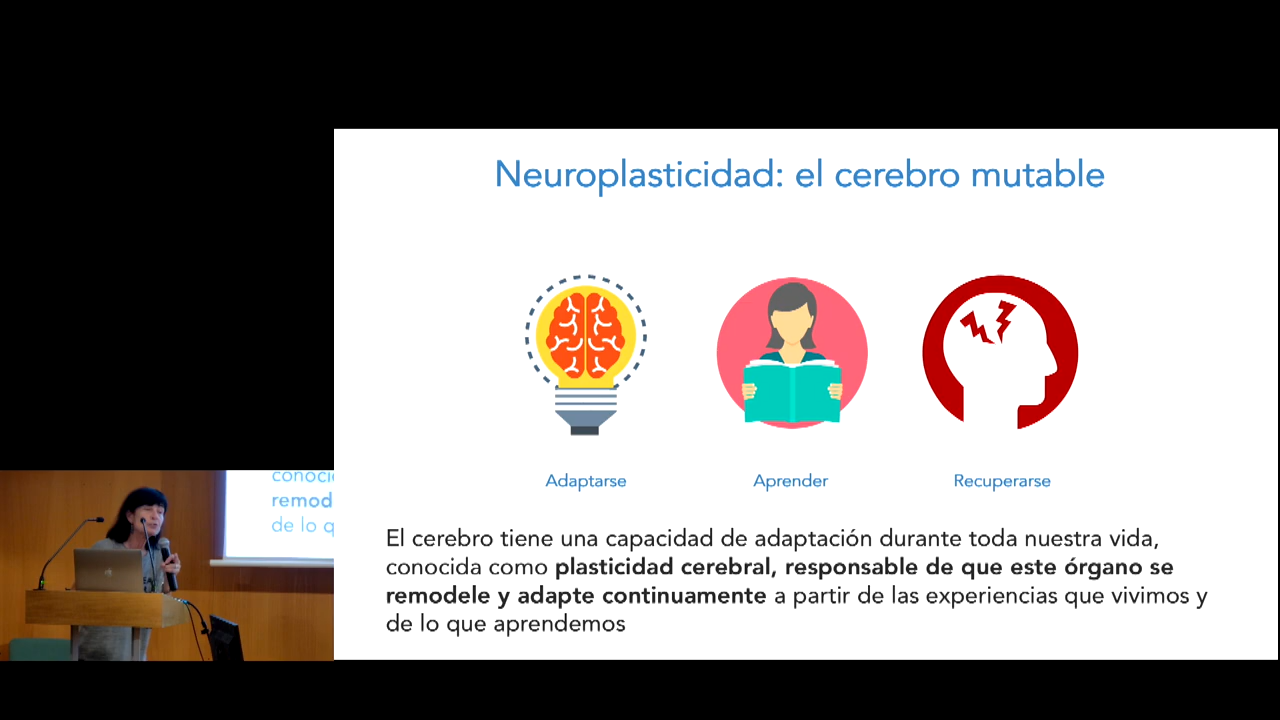 Neuroplasticidad: el cerebro mutable
Adaptarse
Aprender
Recuperarse
El cerebro tiene una capacidad de adaptación durante toda nuestra vida,
conocida como plasticidad cerebral, responsable de que este órgano se
remodele y adapte continuamente a partir de las experiencias que vivimos y
de lo que aprendemos
conoci
remod
de lo q